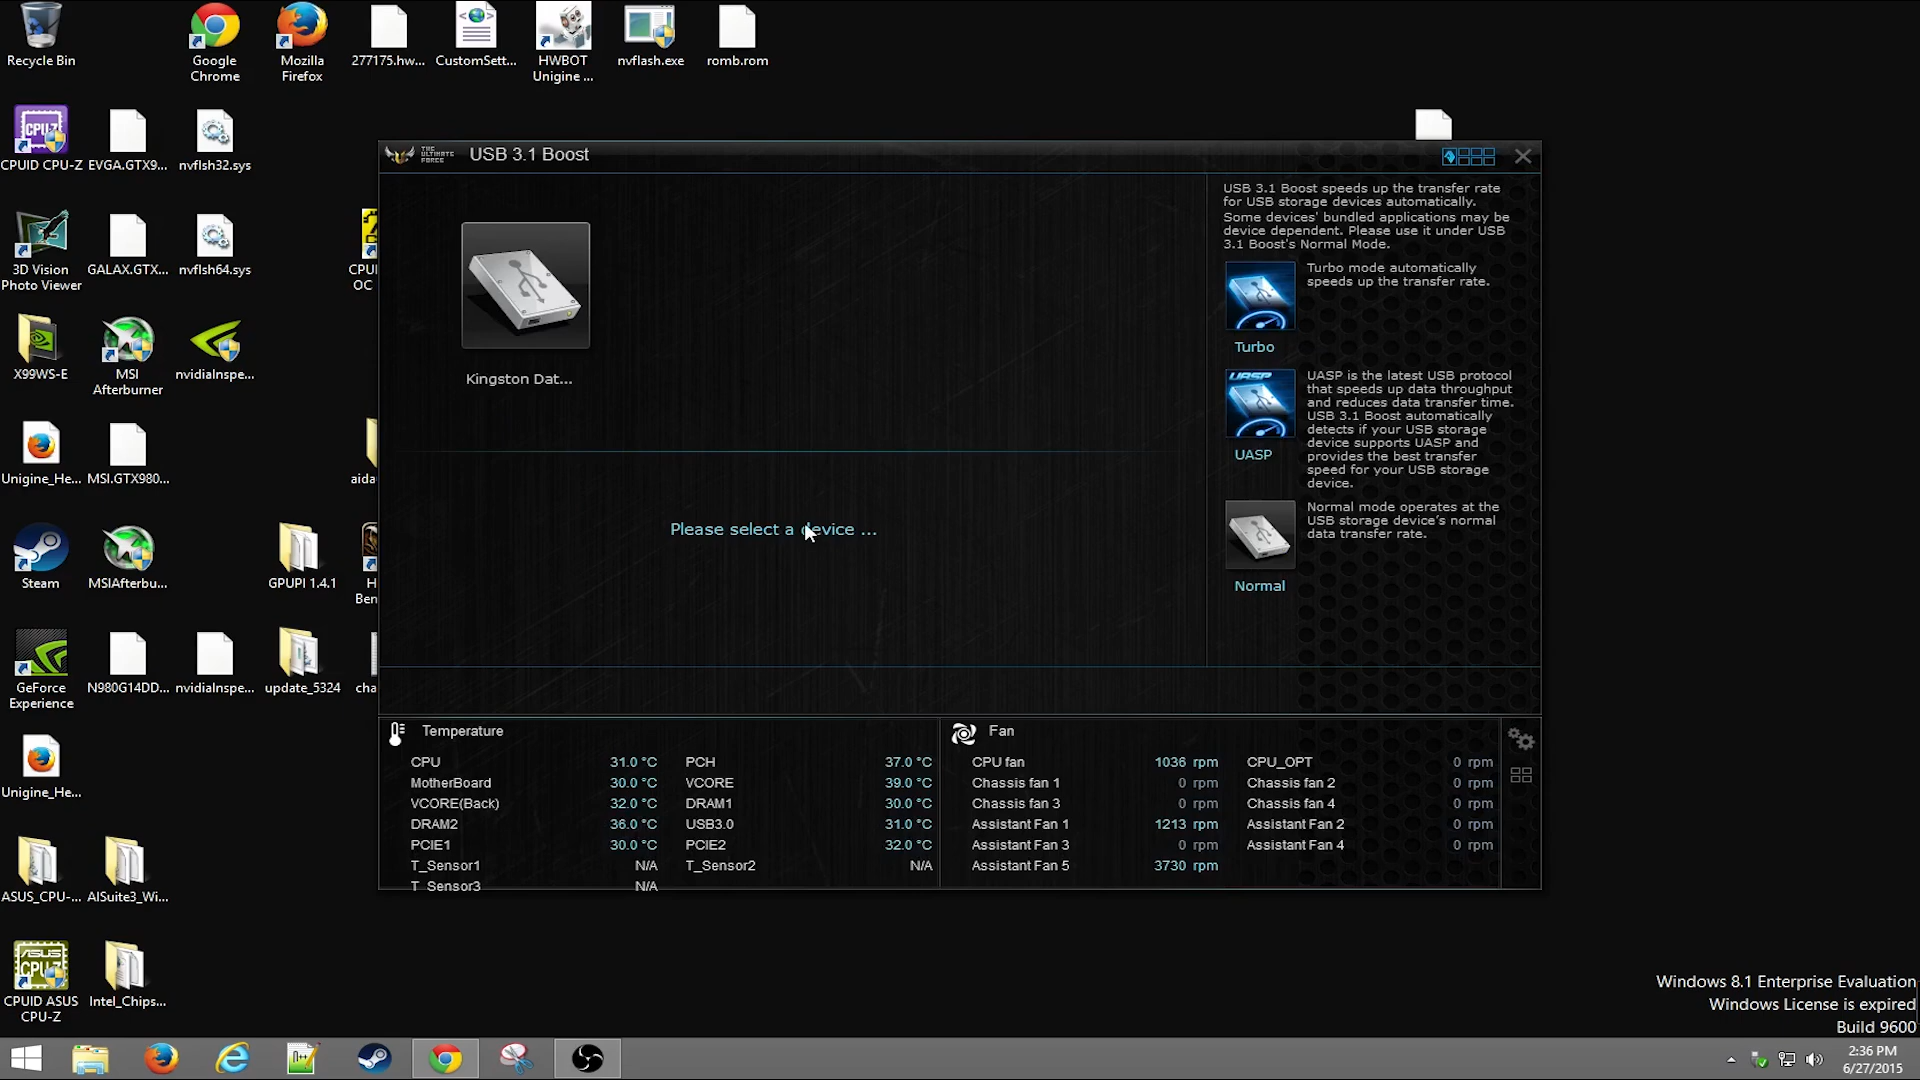 Recycle Bin
Google
Chrome
Mozilla
Firefox
277175.hw...
CustomSett...
HWBOT
Unigine ...
nvflash.exe
romb.rom
CPUID CPU-Z
EVGA.GTX9...
nvflsh32.sys
3D Vision
Photo Viewer
GALAX.GTX...
nvflsh64.sys
CPUI
OC
X99WS-E
MSI
Afterburner
nvidiaInspe...
Unigine_He...
MSI.GTX980...
aida
Steam
MSIAfterbu...
GPUPI 1.4.1
H
Ben
GeForce
Experience
N980G14DD...
nvidiaInspe...
update_5324
cha
Unigine_He...
ASUS_CPU-...
AISuite3_Wi...
CPUID ASUS
CPU-Z
Intel_Chips...
THE
ULTIMATE
FORCE
USB 3.1 Boost
Kingston Dat...
Please select a device ...
USB 3.1 Boost speeds up the transfer rate
for USB storage devices automatically.
Some devices' bundled applications may be
device dependent. Please use it under USB
3.1 Boost's Normal Mode.
Turbo mode automatically
speeds up the transfer rate.
Turbo
UASP is the latest USB protocol
that speeds up data throughput
and reduces data transfer time.
USB 3.1 Boost automatically
detects if your USB storage
device supports UASP and
provides the best transfer
speed for your USB storage
device.
UASP
UASP
Normal mode operates at the
USB storage device's normal
data transfer rate.
Normal
Temperature
CPU 31.0 °C PCH 37.0 °C
MotherBoard 30.0 °C VCORE 39.0 °C
VCORE(Back) 32.0 °C DRAM1 30.0 °C
DRAM2 36.0 °C USB3.0 31.0 °C
PCIE1 30.0 °C PCIE2 32.0 °C
T_Sensor1 N/A T_Sensor2 N/A
T_Sensor3 N/A
Fan
CPU fan 1036 rpm CPU_OPT 0 rpm
Chassis fan 1 0 rpm Chassis fan 2 0 rpm
Chassis fan 3 0 rpm Chassis fan 4 0 rpm
Assistant Fan 1 1213 rpm Assistant Fan 2 0 rpm
Assistant Fan 3 0 rpm Assistant Fan 4 0 rpm
Assistant Fan 5 3730 rpm
Windows 8.1 Enterprise Evaluation
Windows License is expired
Build 9600
2:36 PM
6/27/2015